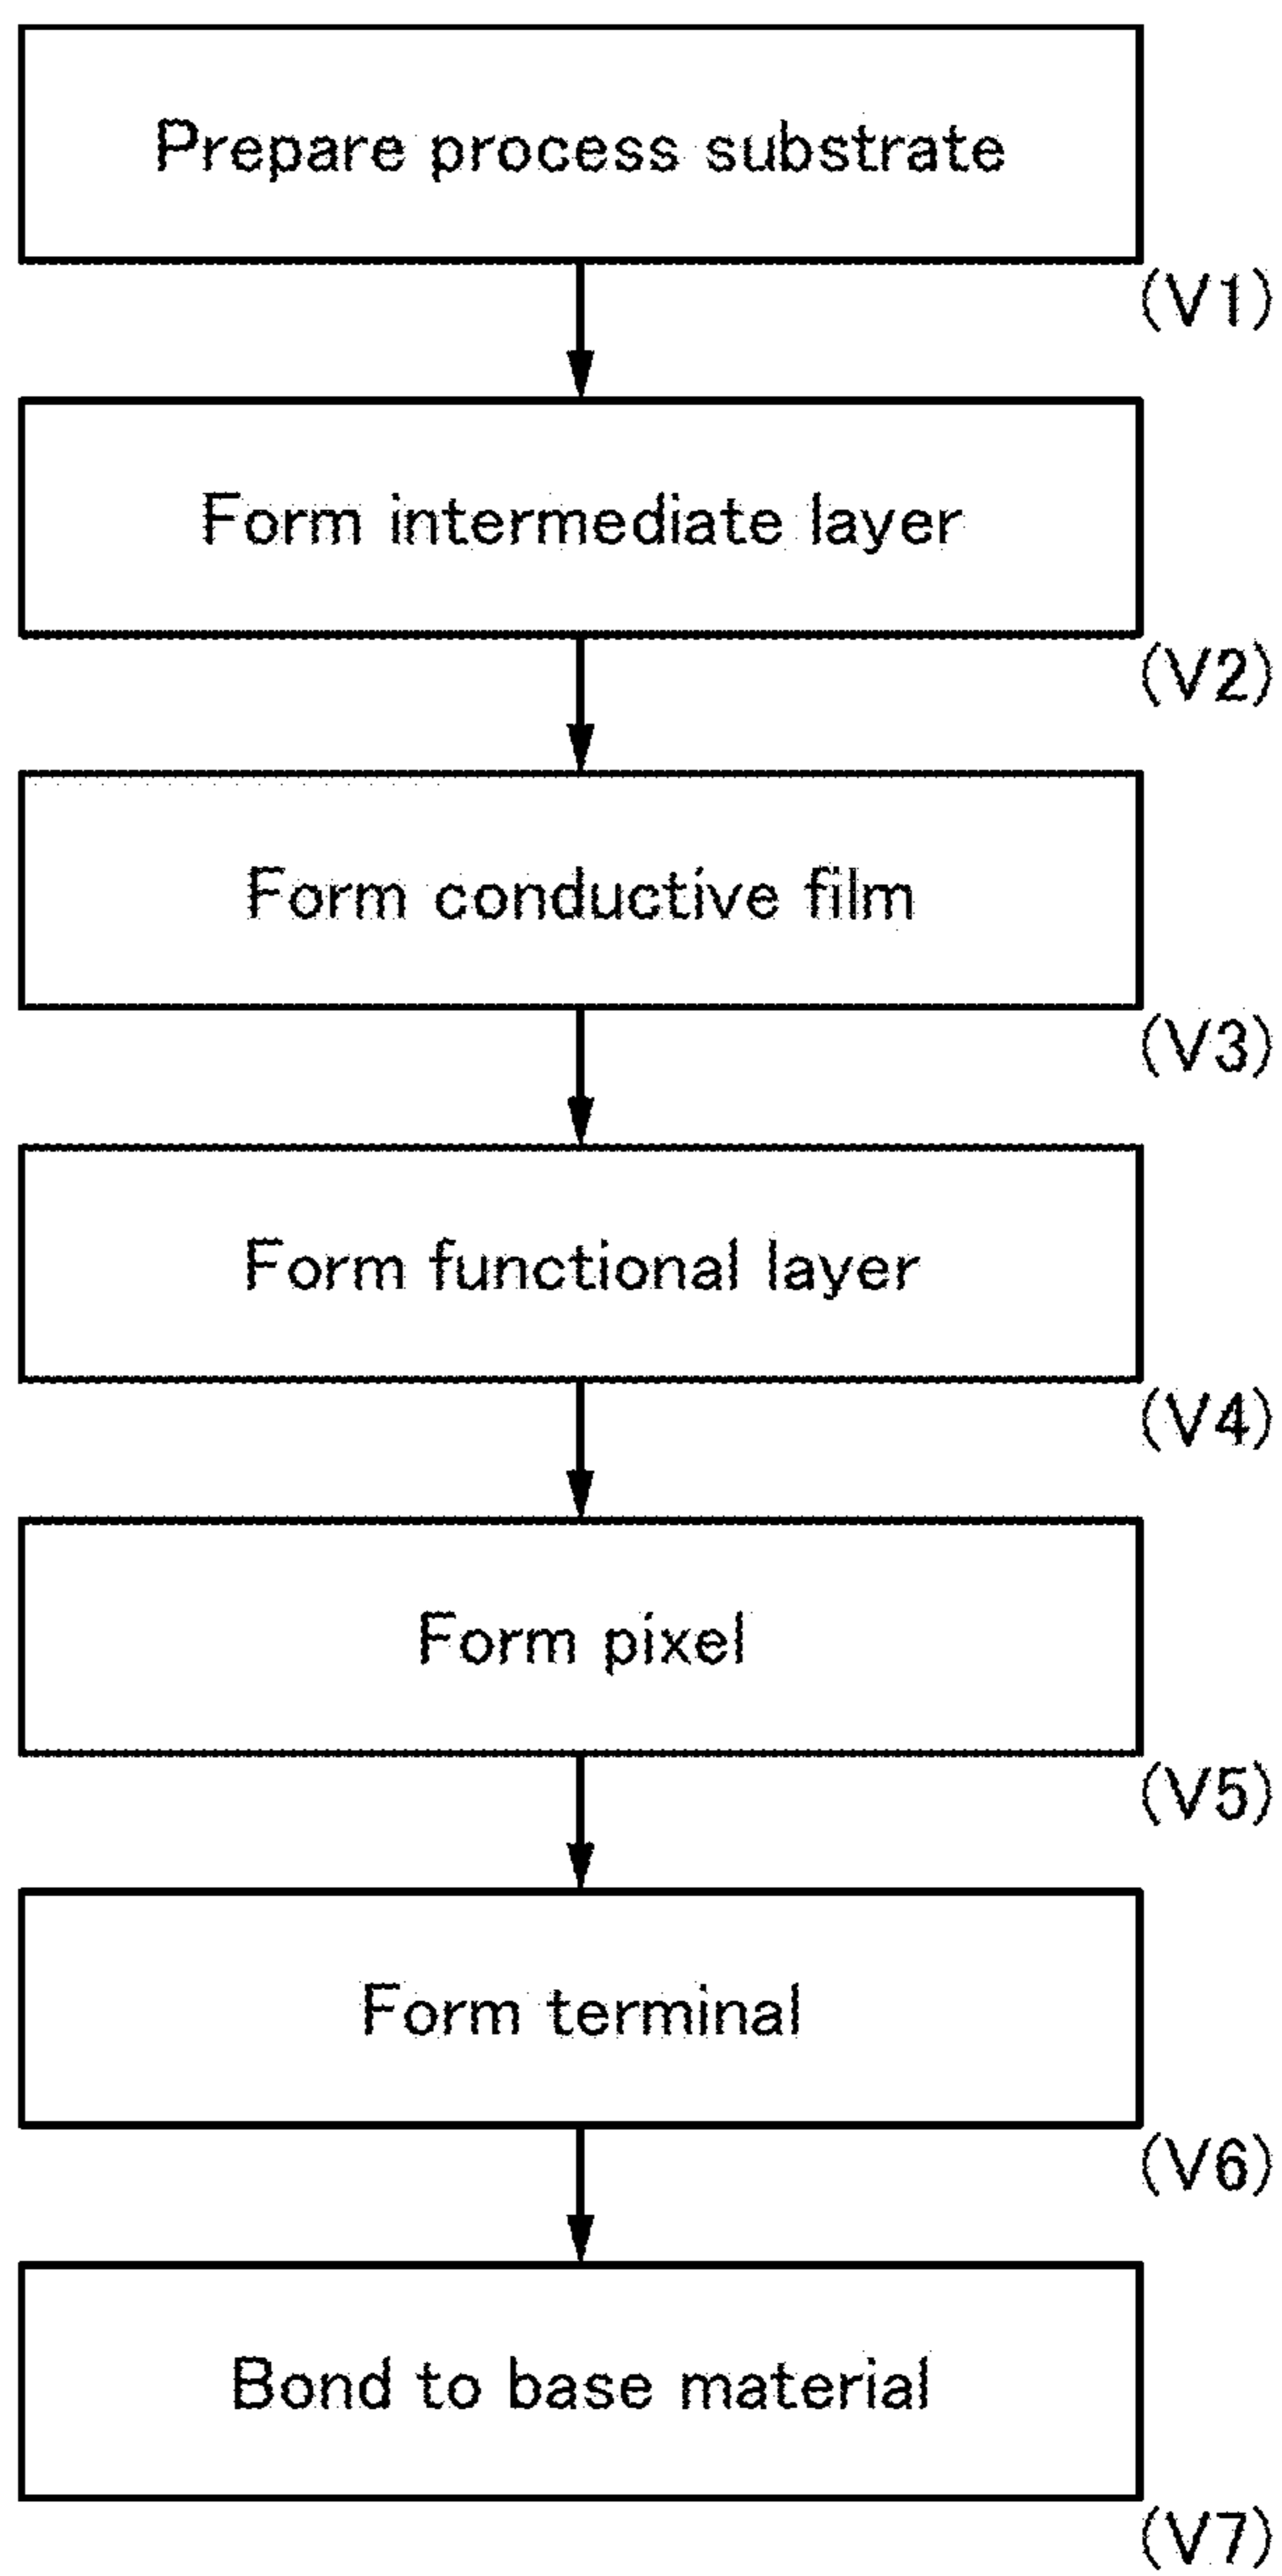 Prepare process substrate
(V1)
Form intermediate layer
(V2)
Form conductive film
(V3)
Form functional layer
(V4)
Form pixel
(V5)
Form terminal
(V6)
Bond to base material
(V7)